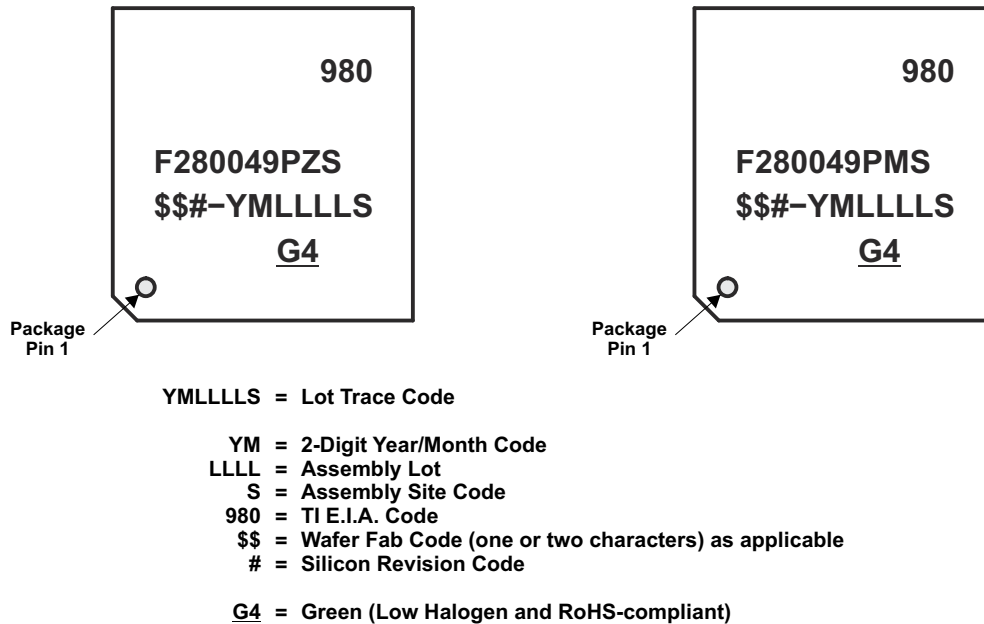 980
F280049PZS
$$#−YMLLLLS
G4
Package
Pin 1
980
F280049PMS
$$#−YMLLLLS
G4
Package
Pin 1
YMLLLLS = Lot Trace Code
YM = 2-Digit Year/Month Code
LLLL = Assembly Lot
S = Assembly Site Code
980 = TI E.I.A. Code
$$ = Wafer Fab Code (one or two characters) as applicable
# = Silicon Revision Code
G4 = Green (Low Halogen and RoHS-compliant)